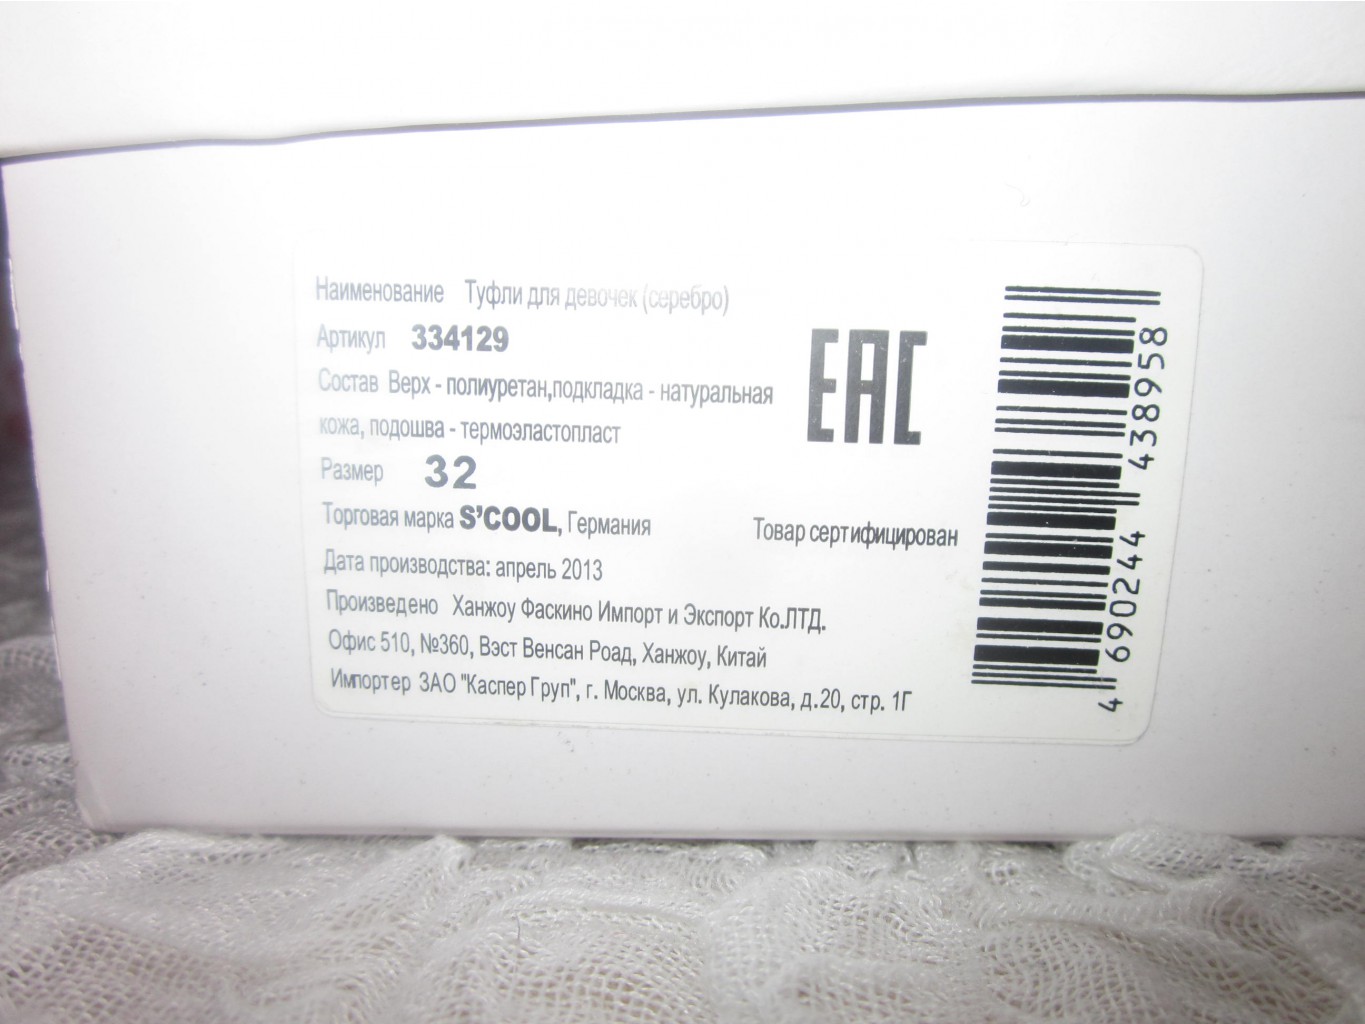 Наименование Туфли для девочек (серебро)
Артикул 334129
Состав Верх - полиуретан,подкладка - натуральная
кожа, подошва - термоэластопласт
Размер 32
Торговая марка S'COOL, Германия
Дата производства: апрель 2013
Произведено Ханжоу Фаскино Импорт и Экспорт Ко.ЛТД.
Офис 510, №360, Вэст Венсан Роад, Ханжоу, Китай
Импортер ЗАО "Каспер Груп", г. Москва, ул. Кулакова, д.20, стр. 1Г
EAC
Товар сертифицирован
4 690244 438958